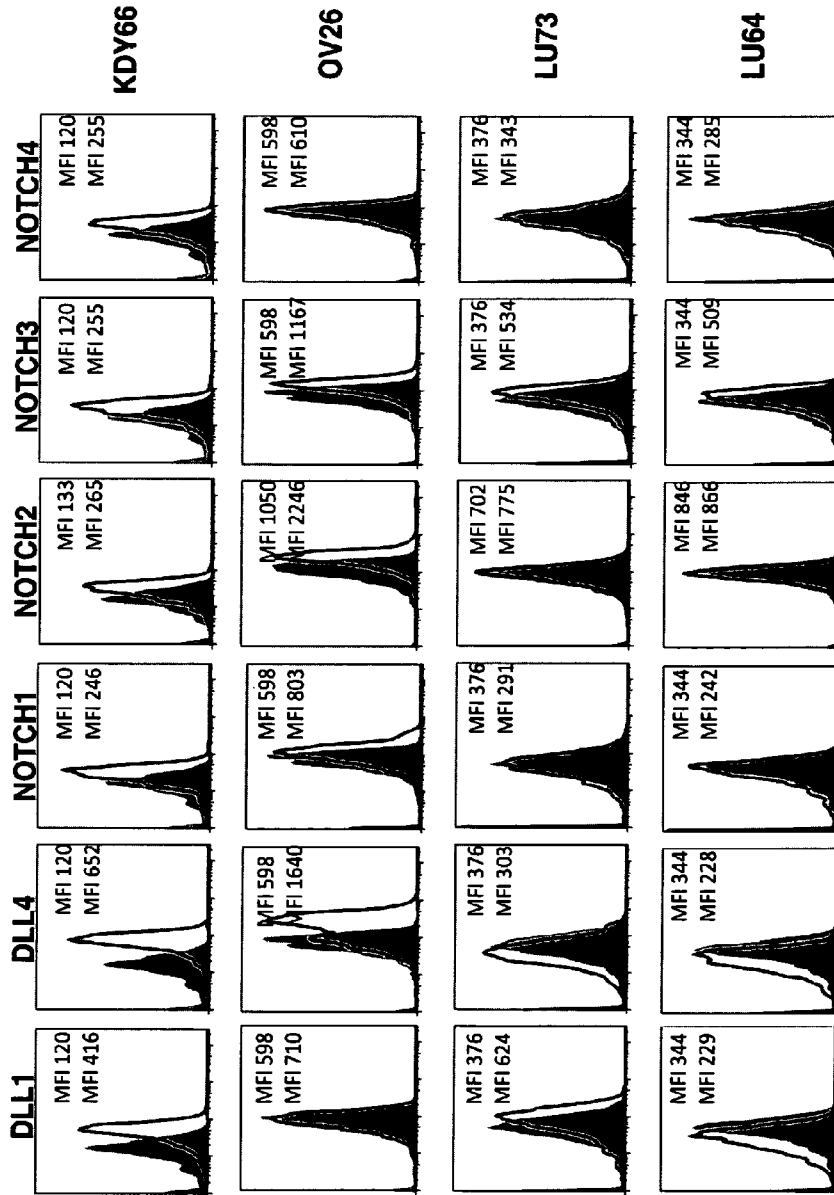 DLL1 DLL4 NOTCH1 NOTCH2 NOTCH3 NOTCH4
MFI 120 MFI 120 MFI 120 MFI 133 MFI 120 MFI 120
MFI 416 MFI 652 MFI 246 MFI 265 MFI 255 MFI 255
KDY66
MFI 598 MFI 598 MFI 598 MFI 1050 MFI 598 MFI 598
MFI 710 MFI 1640 MFI 803 MFI 2246 MFI 1167 MFI 610
OV26
MFI 376 MFI 376 MFI 376 MFI 702 MFI 376 MFI 376
MFI 624 MFI 303 MFI 291 MFI 775 MFI 534 MFI 343
LU73
MFI 344 MFI 344 MFI 344 MFI 846 MFI 344 MFI 344
MFI 229 MFI 228 MFI 242 MFI 866 MFI 509 MFI 285
LU64